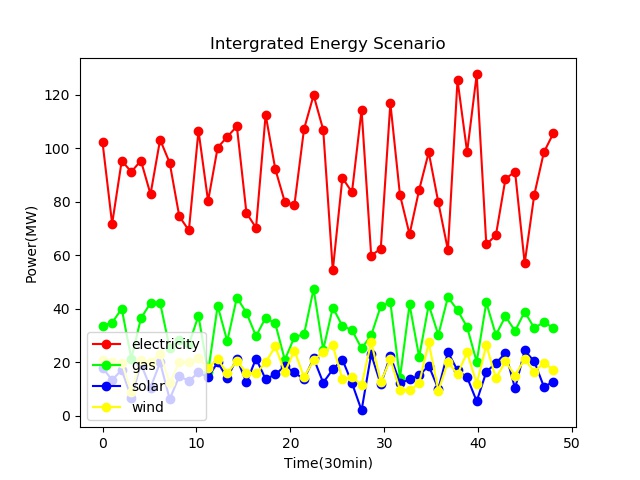 Intergrated Energy Scenario
Power(MW)
120
100
80
60
40
20
0
electricity
gas
solar
wind
0 10 20 30 40 50
Time(30min)